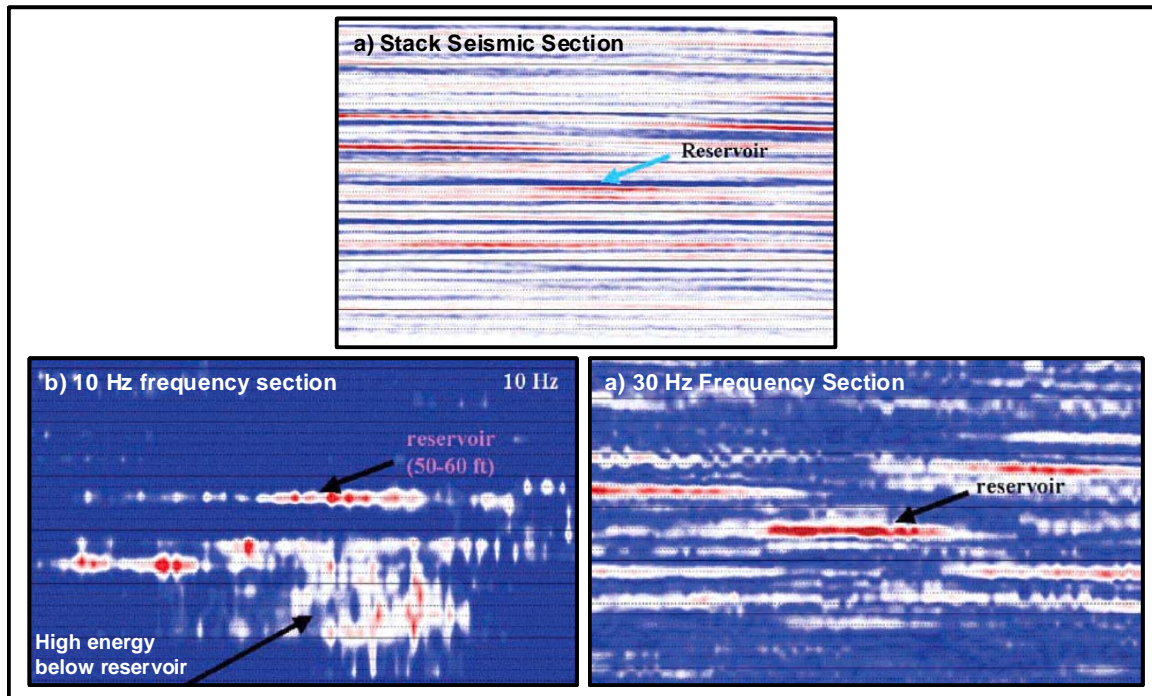 a) Stack Seismic Section
Reservoir
b) 10 Hz frequency section
10 Hz
reservoir
(50-60 ft)
High energy
below reservoir
a) 30 Hz Frequency Section
reservoir